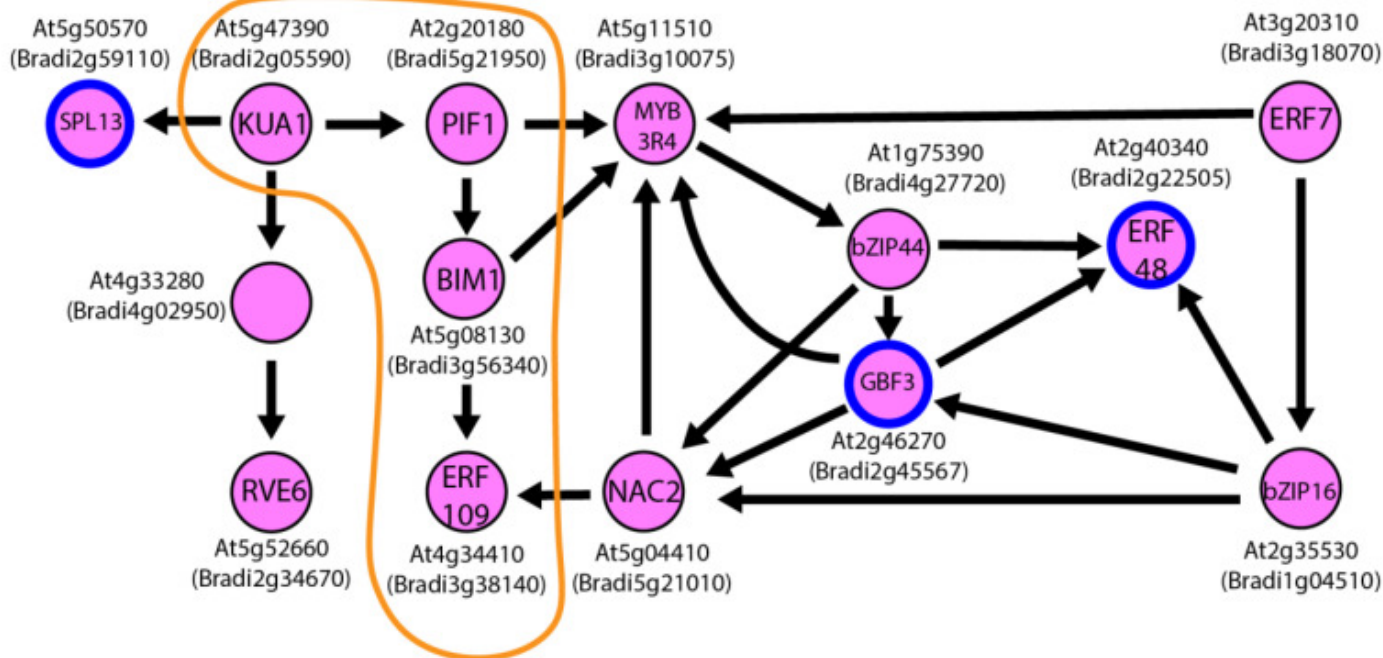 At5g50570
(Bradi2g59110)
SPL13
At5g47390
(Bradi2g05590)
KUA1
At2g20180
(Bradi5g21950)
PIF1
At5g11510
(Bradi3g10075)
MYB
3R4
At3g20310
(Bradi3g18070)
ERF7
At1g75390
(Bradi4g27720)
bZIP44
At2g40340
(Bradi2g22505)
ERF
48
At4g33280
(Bradi4g02950)
BIM1
At5g08130
(Bradi3g56340)
GBF3
At2g46270
(Bradi2g45567)
RVE6
At5g52660
(Bradi2g34670)
ERF
109
At4g34410
(Bradi3g38140)
NAC2
At5g04410
(Bradi5g21010)
bZIP16
At2g35530
(Bradi1g04510)